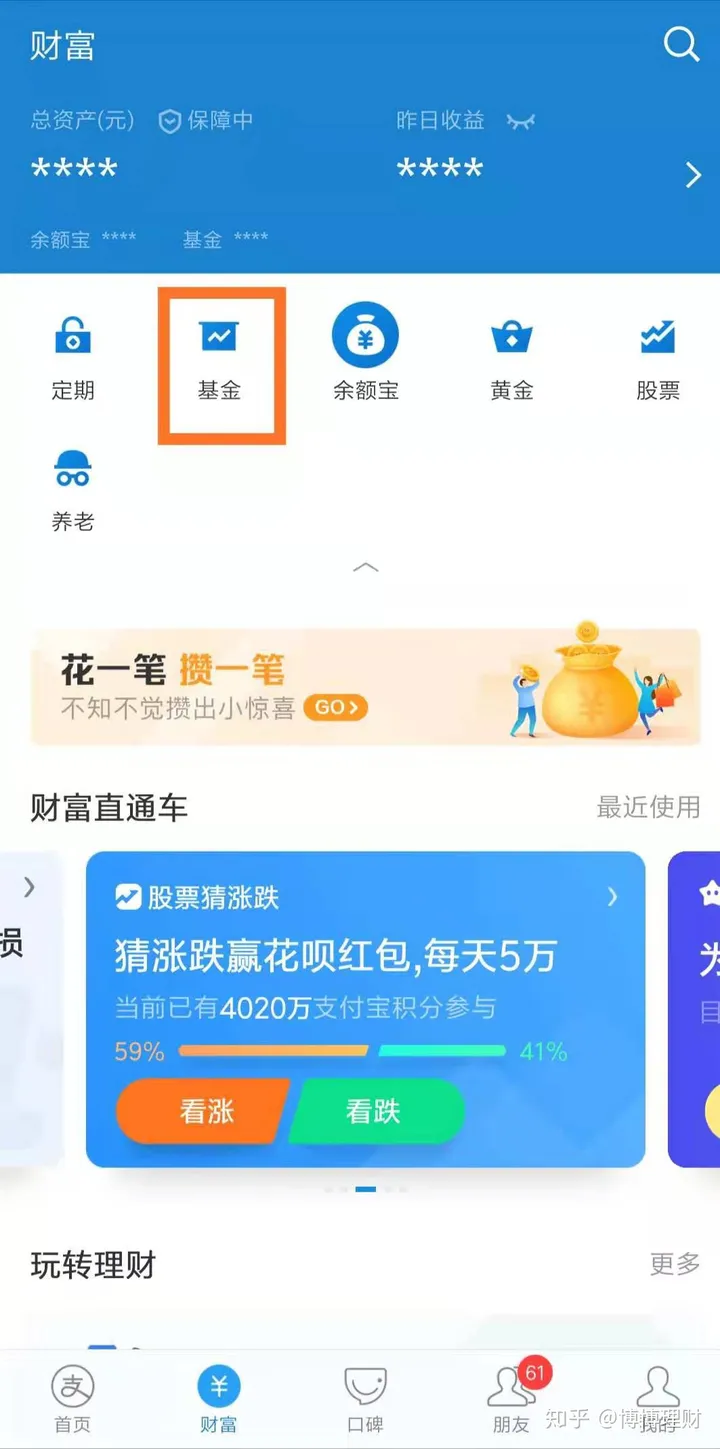 财富
总资产(元) 保障中 昨日收益
**** ****
余额宝 **** 基金 ****
定期 基金 余额宝 黄金 股票
养老
花一笔 攒一笔
不知不觉攒出小惊喜 GO
财富直通车 最近使用
损
股票猜涨跌
猜涨跌赢花呗红包,每天5万
当前已有4020万支付宝积分参与
59% 41%
看涨 看跌
为
目
玩转理财 更多
支 61
首页 财富 口碑 朋友 我的
知乎 @博博理财